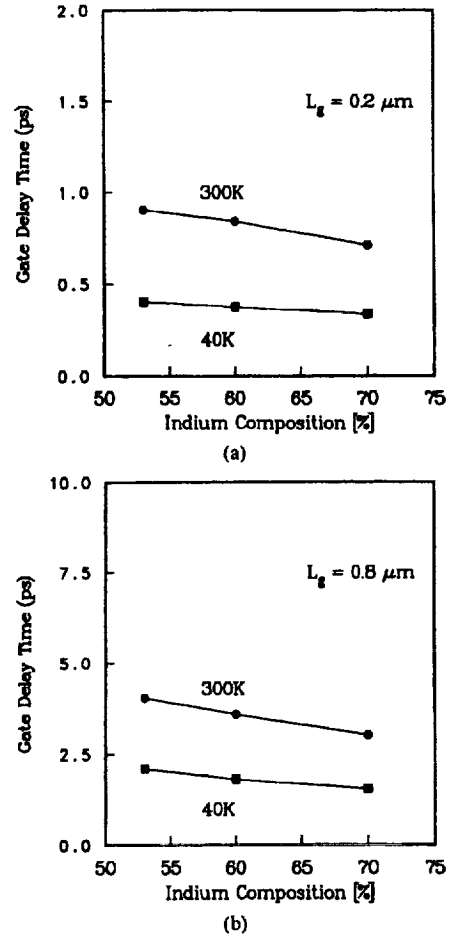 2.0
1.5
1.0
0.5
0.0
Gate Delay Time (ps)
L_g = 0.2 μm
300K
40K
50 55 60 65 70 75
Indium Composition [%]
(a)
10.0
7.5
5.0
2.5
0.0
Gate Delay Time (ps)
L_g = 0.8 μm
300K
40K
50 55 60 65 70 75
Indium Composition [%]
(b)